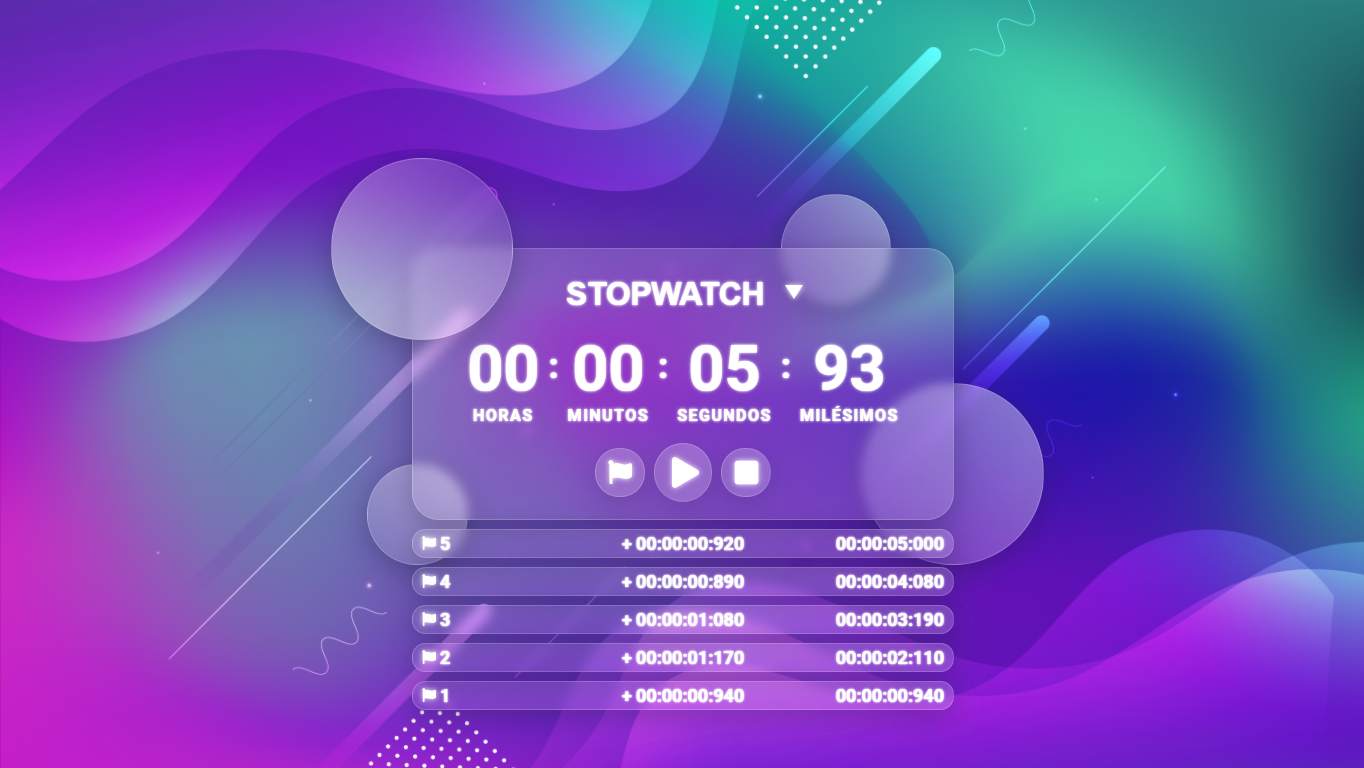 STOPWATCH
00 : 00 : 05 : 93
HORAS MINUTOS SEGUNDOS MILÉSIMOS
5 + 00:00:00:920 00:00:05:000
4 + 00:00:00:890 00:00:04:080
3 + 00:00:01:080 00:00:03:190
2 + 00:00:01:170 00:00:02:110
1 + 00:00:00:940 00:00:00:940